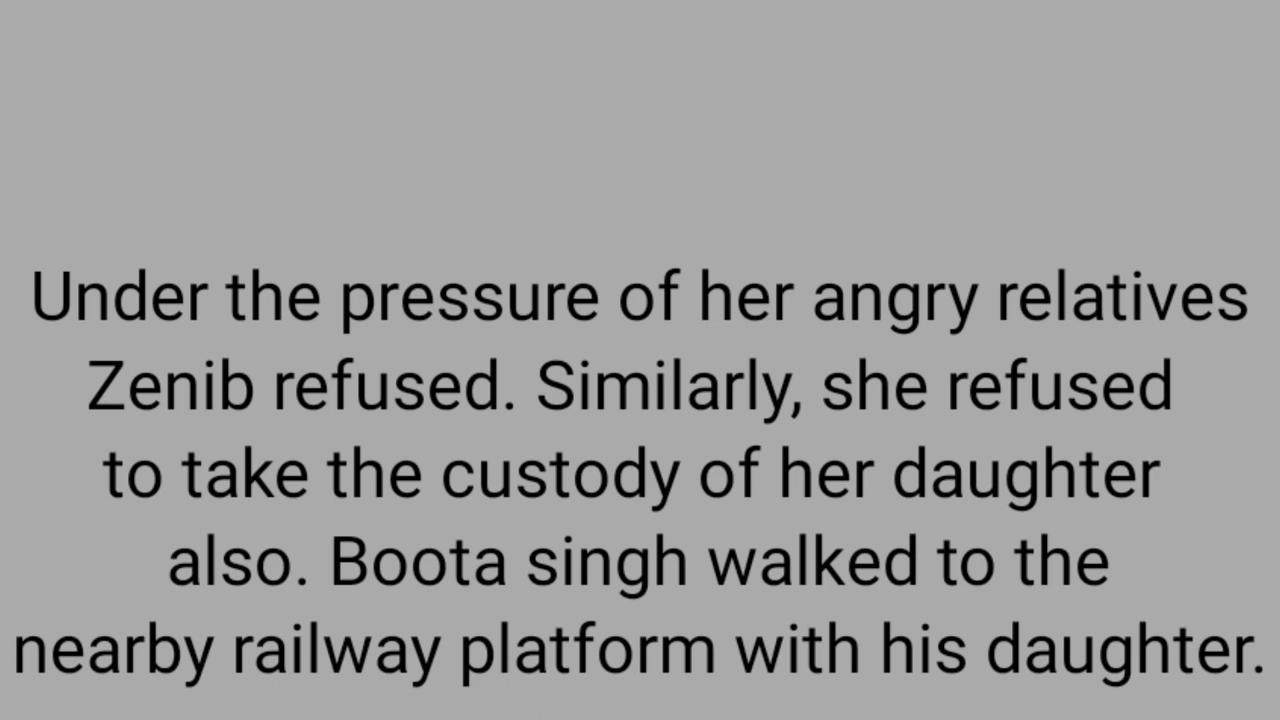 Under the pressure of her angry relatives
Zenib refused. Similarly, she refused
to take the custody of her daughter
also. Boota singh walked to the
nearby railway platform with his daughter.